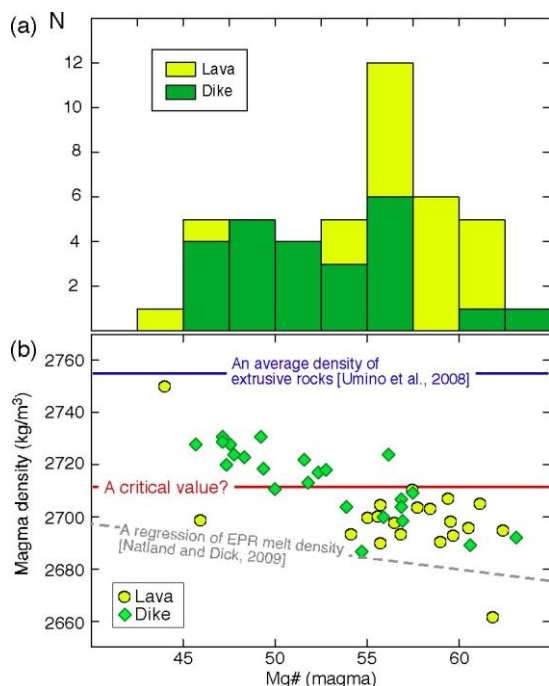 (a)
N
12
10
8
6
4
2
Lava
Dike
(b)
2760
2740
2720
2700
2680
2660
Magma density (kg/m³)
An average density of
extrusive rocks [Umino et al., 2008]
A critical value?
A regression of EPR melt density
[Natland and Dick, 2009]
Lava
Dike
45 50 55 60
Mg# (magma)